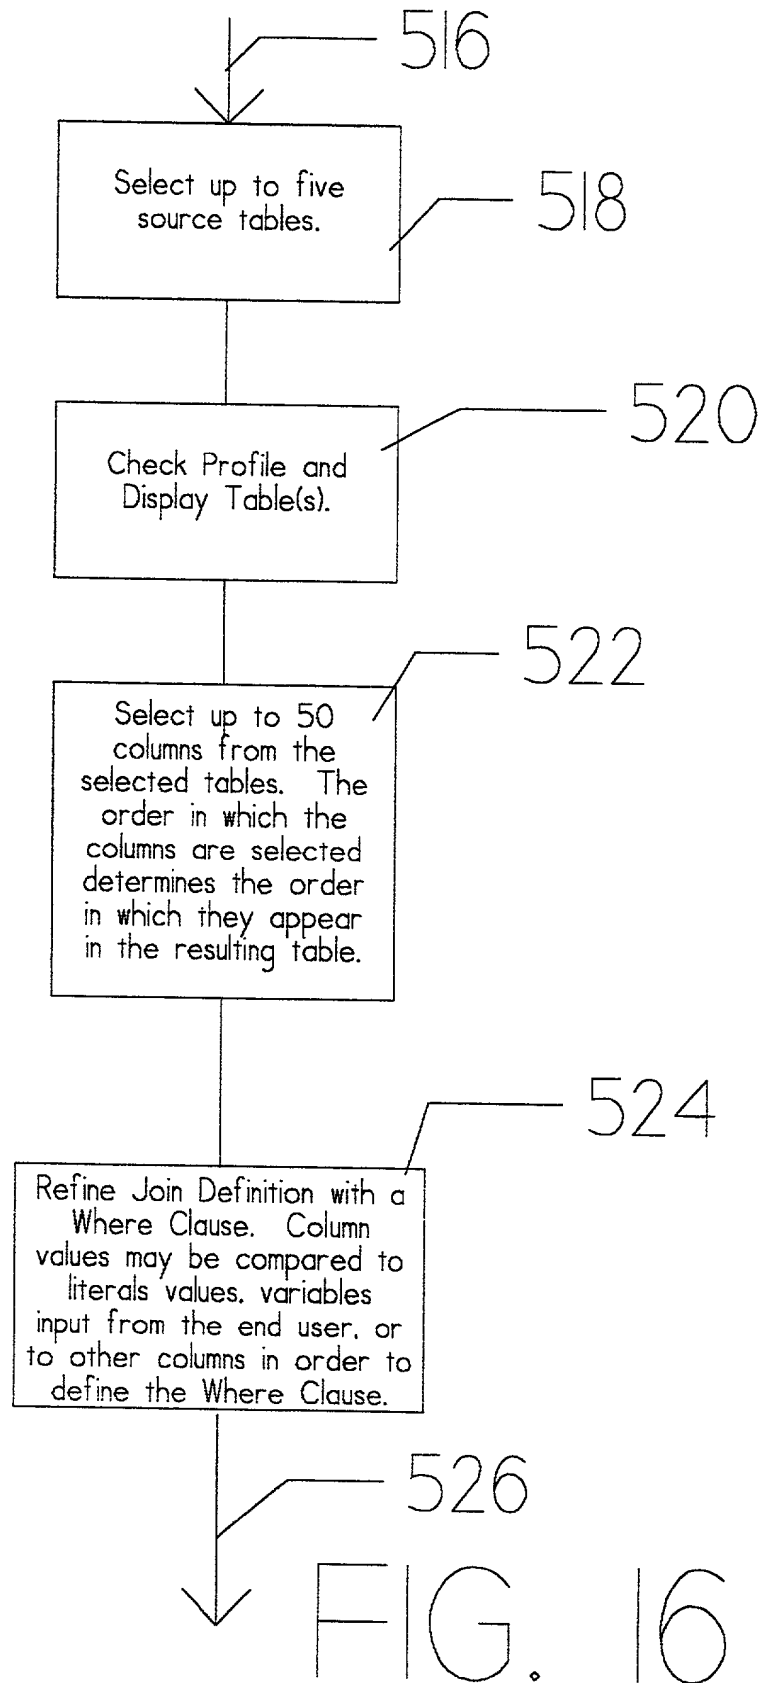 516
Select up to five
source tables.
518
520
Check Profile and
Display Table(s).
522
Select up to 50
columns from the
selected tables. The
order in which the
columns are selected
determines the order
in which they appear
in the resulting table.
524
Refine Join Definition with a
Where Clause. Column
values may be compared to
literals values, variables
input from the end user, or
to other columns in order to
define the Where Clause.
526
FIG. 16